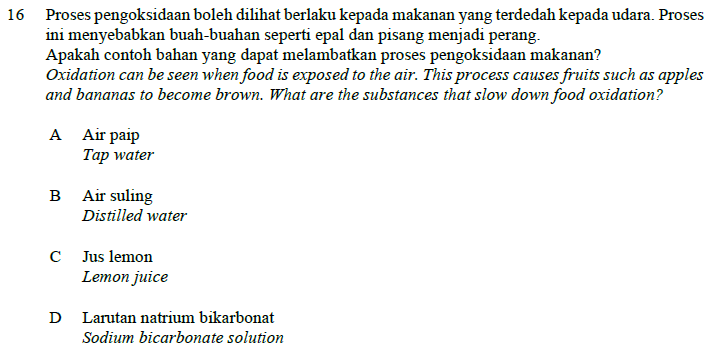 16 Proses pengoksidaan boleh dilihat berlaku kepada makanan yang terdedah kepada udara. Proses
ini menyebabkan buah-buahan seperti epal dan pisang menjadi perang.
Apakah contoh bahan yang dapat melambatkan proses pengoksidaan makanan?
Oxidation can be seen when food is exposed to the air. This process causes fruits such as apples
and bananas to become brown. What are the substances that slow down food oxidation?
A Air paip
Tap water
B Air suling
Distilled water
C Jus lemon
Lemon juice
D Larutan natrium bikarbonat
Sodium bicarbonate solution